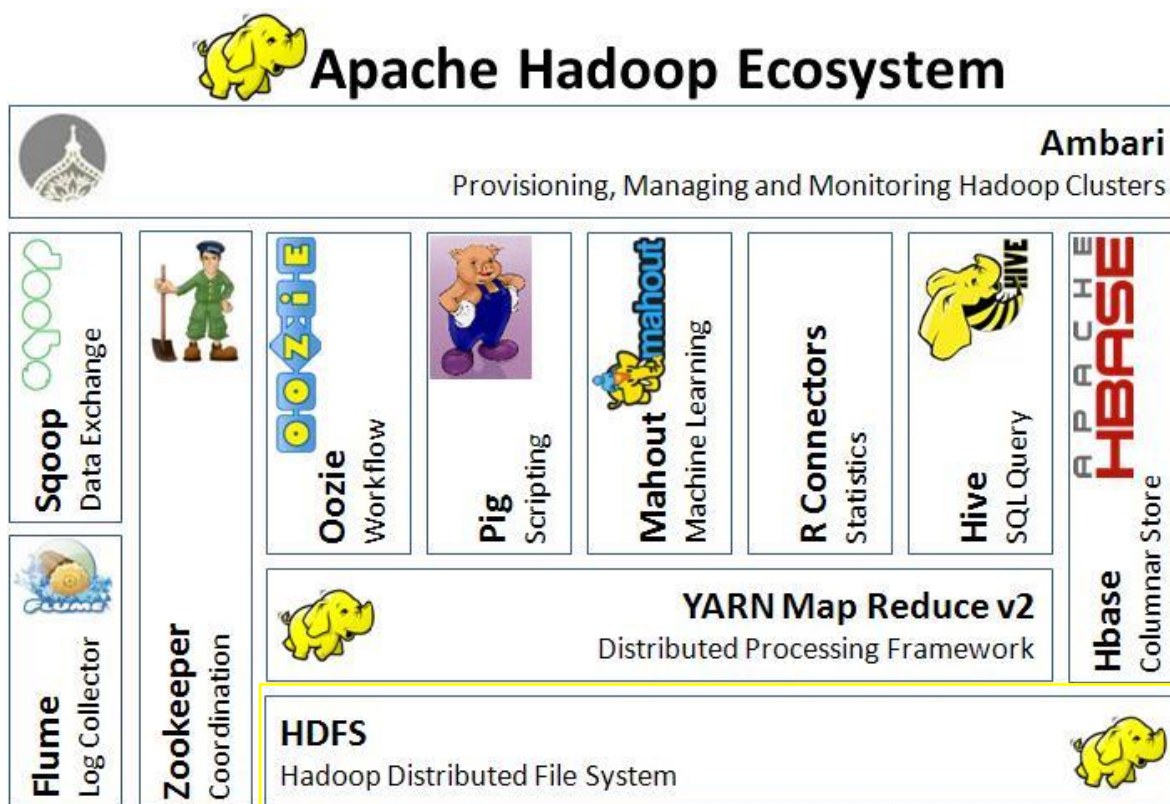 Apache Hadoop Ecosystem
Ambari
Provisioning, Managing and Monitoring Hadoop Clusters
sqoop
Sqoop
Data Exchange
FLUME
Flume
Log Collector
Zookeeper
Coordination
OOZIE
Oozie
Workflow
Pig
Scripting
mahout
Mahout
Machine Learning
R Connectors
Statistics
HIVE
Hive
SQL Query
APACHE
HBASE
Hbase
Columnar Store
YARN Map Reduce v2
Distributed Processing Framework
HDFS
Hadoop Distributed File System